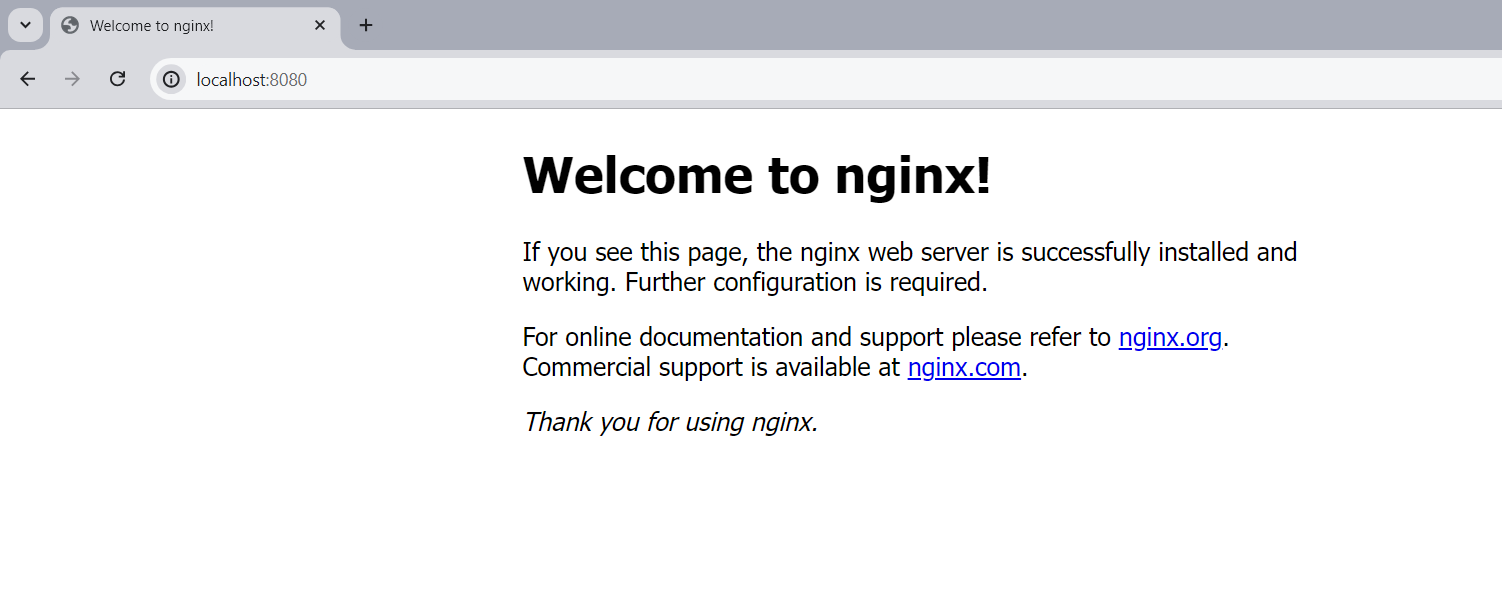 Welcome to nginx!
localhost:8080
Welcome to nginx!
If you see this page, the nginx web server is successfully installed and
working. Further configuration is required.
For online documentation and support please refer to nginx.org.
Commercial support is available at nginx.com.
Thank you for using nginx.